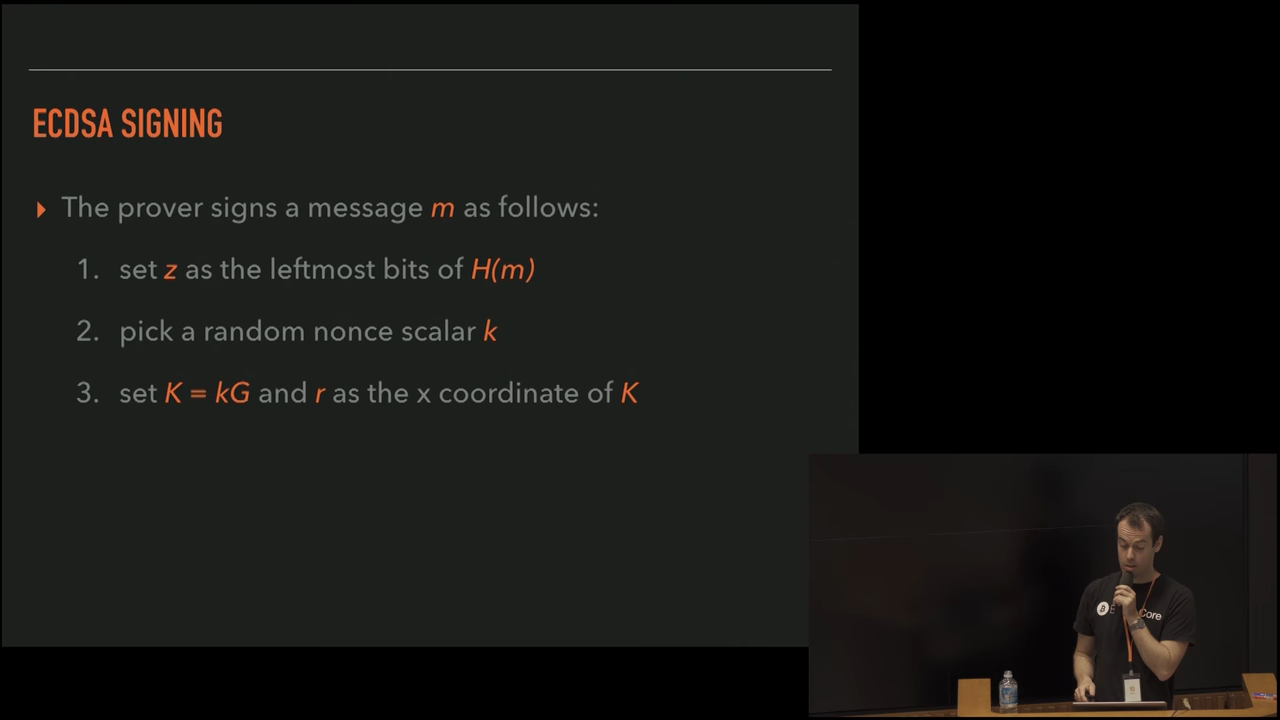 ECDSA SIGNING
The prover signs a message m as follows:
1. set z as the leftmost bits of H(m)
2. pick a random nonce scalar k
3. set K = kG and r as the x coordinate of K
Core